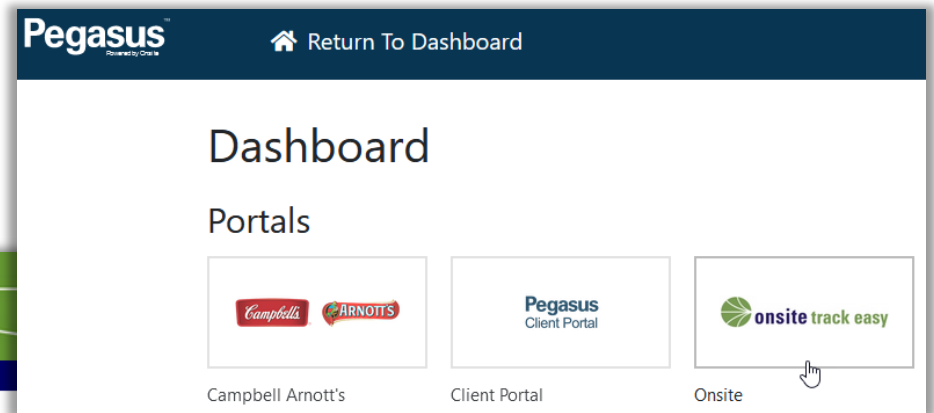 Pegasus™
Powered by Onsite
Return To Dashboard
Dashboard
Portals
Campbell's
ARNOTT'S
Pegasus
Client Portal
onsite track easy
Campbell Arnott's
Client Portal
Onsite